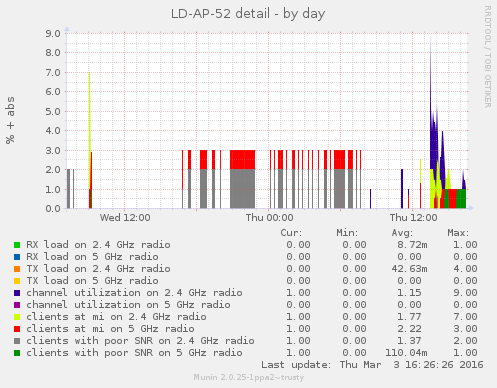 LD-AP-52 detail - by day
RRDTOOL / TOBI OETIKER
% + abs
9.0
8.0
7.0
6.0
5.0
4.0
3.0
2.0
1.0
0.0
Wed 12:00 Thu 00:00 Thu 12:00
Cur: Min: Avg: Max:
RX load on 2.4 GHz radio 0.00 0.00 8.72m 1.00
RX load on 5 GHz radio 0.00 0.00 0.00 0.00
TX load on 2.4 GHz radio 0.00 0.00 42.63m 4.00
TX load on 5 GHz radio 0.00 0.00 0.00 0.00
channel utilization on 2.4 GHz radio 1.00 0.00 1.15 9.00
channel utilization on 5 GHz radio 0.00 0.00 0.00 0.00
clients at mi on 2.4 GHz radio 1.00 0.00 1.77 7.00
clients at mi on 5 GHz radio 1.00 0.00 2.22 3.00
clients with poor SNR on 2.4 GHz radio 1.00 0.00 1.37 2.00
clients with poor SNR on 5 GHz radio 1.00 0.00 110.04m 1.00
Last update: Thu Mar 3 16:26:26 2016
Munin 2.0.25-1ppa2~trusty